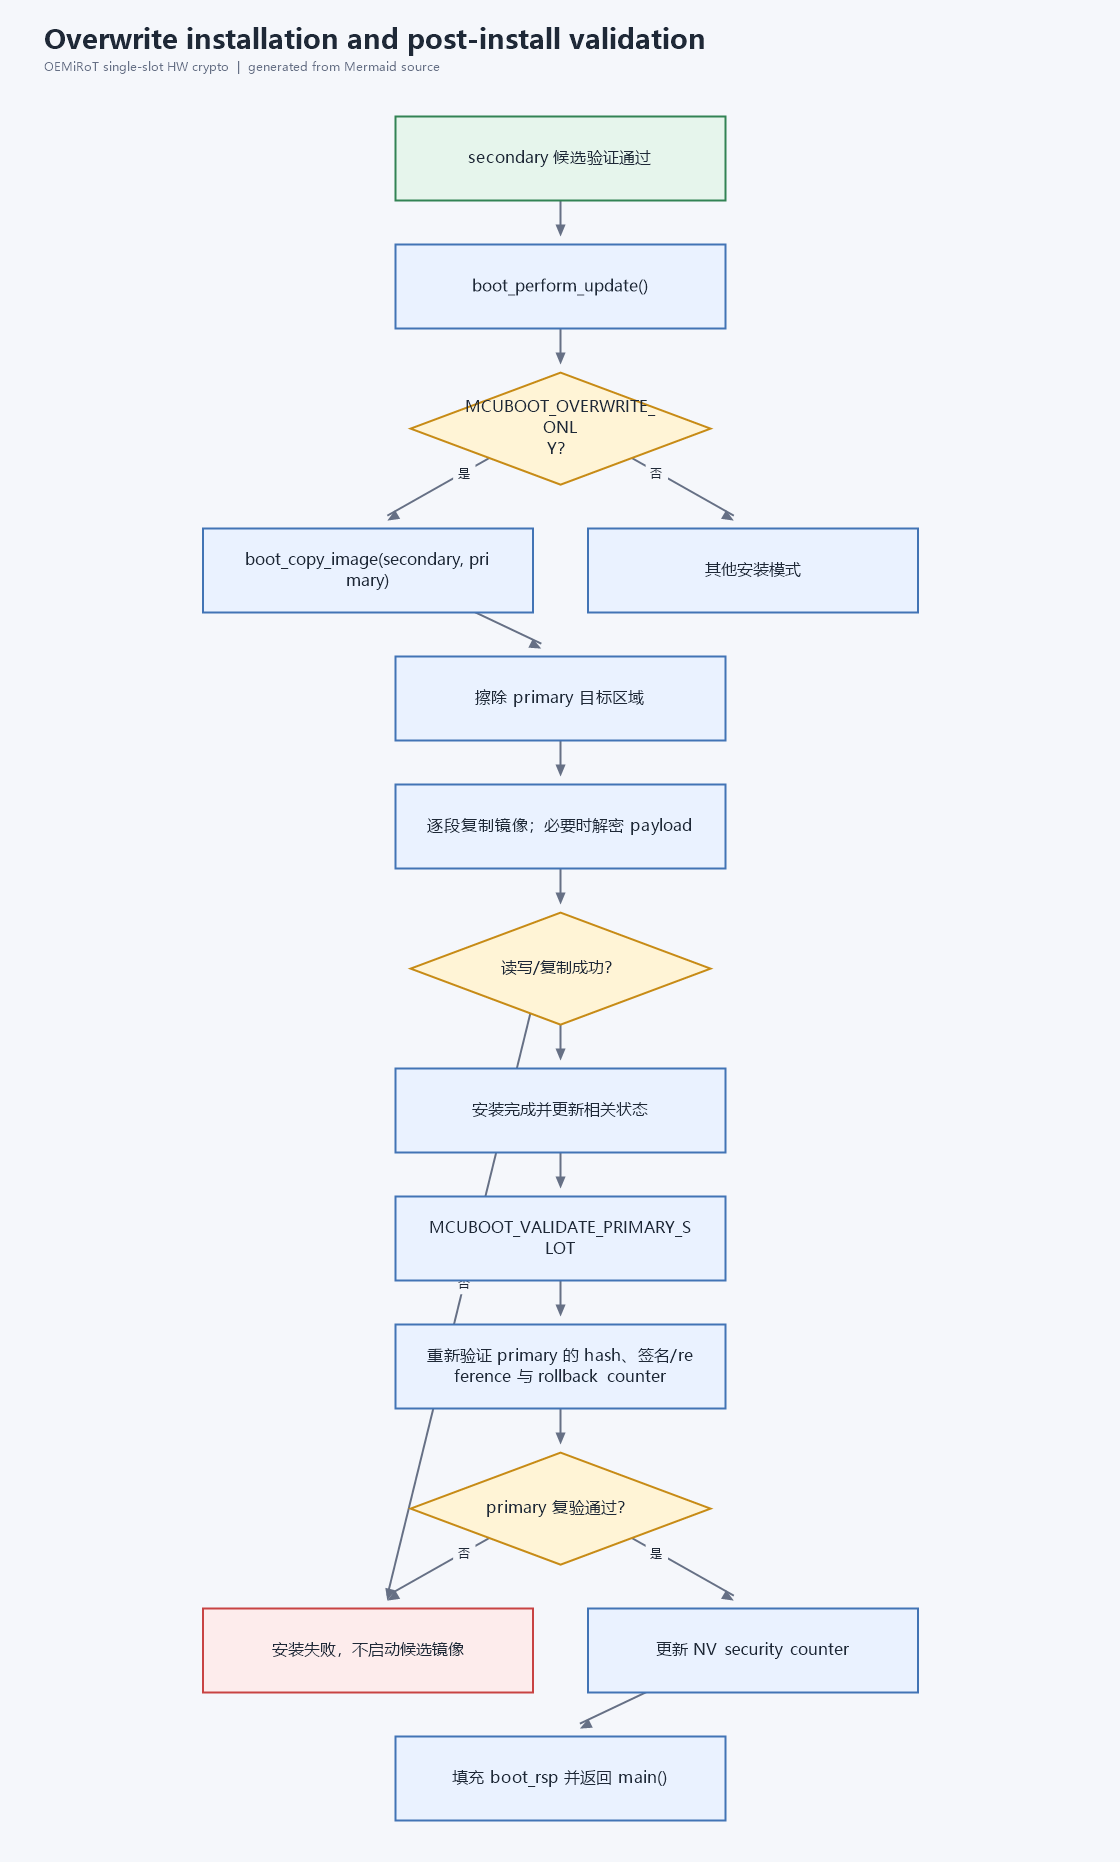 Overwrite installation and post-install validation
OEMiRoT single-slot HW crypto | generated from Mermaid source
secondary 候选验证通过
boot_perform_update()
MCUBOOT_OVERWRITE_
ONL
Y?
是
否
boot_copy_image(secondary, pri
mary)
其他安装模式
擦除 primary 目标区域
逐段复制镜像；必要时解密 payload
读写/复制成功？
安装完成并更新相关状态
MCUBOOT_VALIDATE_PRIMARY_S
LOT
否
重新验证 primary 的 hash、签名/re
ference 与 rollback counter
primary 复验通过？
否
是
安装失败，不启动候选镜像
更新 NV security counter
填充 boot_rsp 并返回 main()